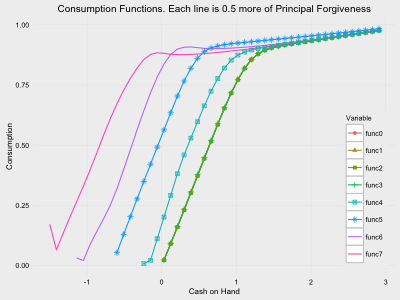 Consumption Functions. Each line is 0.5 more of Principal Forgiveness
1.00
0.75
0.50
0.25
0.00
Consumption
-1
0
1
2
3
Cash on Hand
Variable
func0
func1
func2
func3
func4
func5
func6
func7